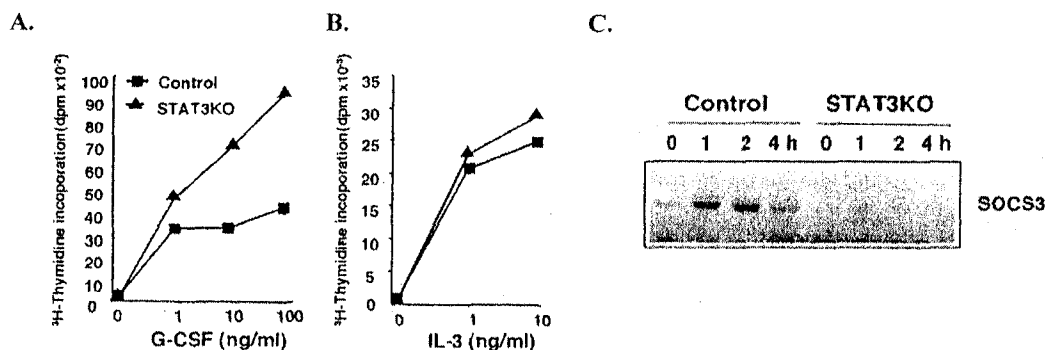 A.
³H-Thymidine incoporation(dpm x10⁻²)
100
90
80
70
60
50
40
30
20
10
0
Control
STAT3KO
0 1 10 100
G-CSF (ng/ml)
B.
³H-Thymidine incoporation(dpm x10⁻³)
35
30
25
20
15
10
5
0
0 1 10
IL-3 (ng/ml)
C.
Control STAT3KO
0 1 2 4 h 0 1 2 4 h
SOCS3